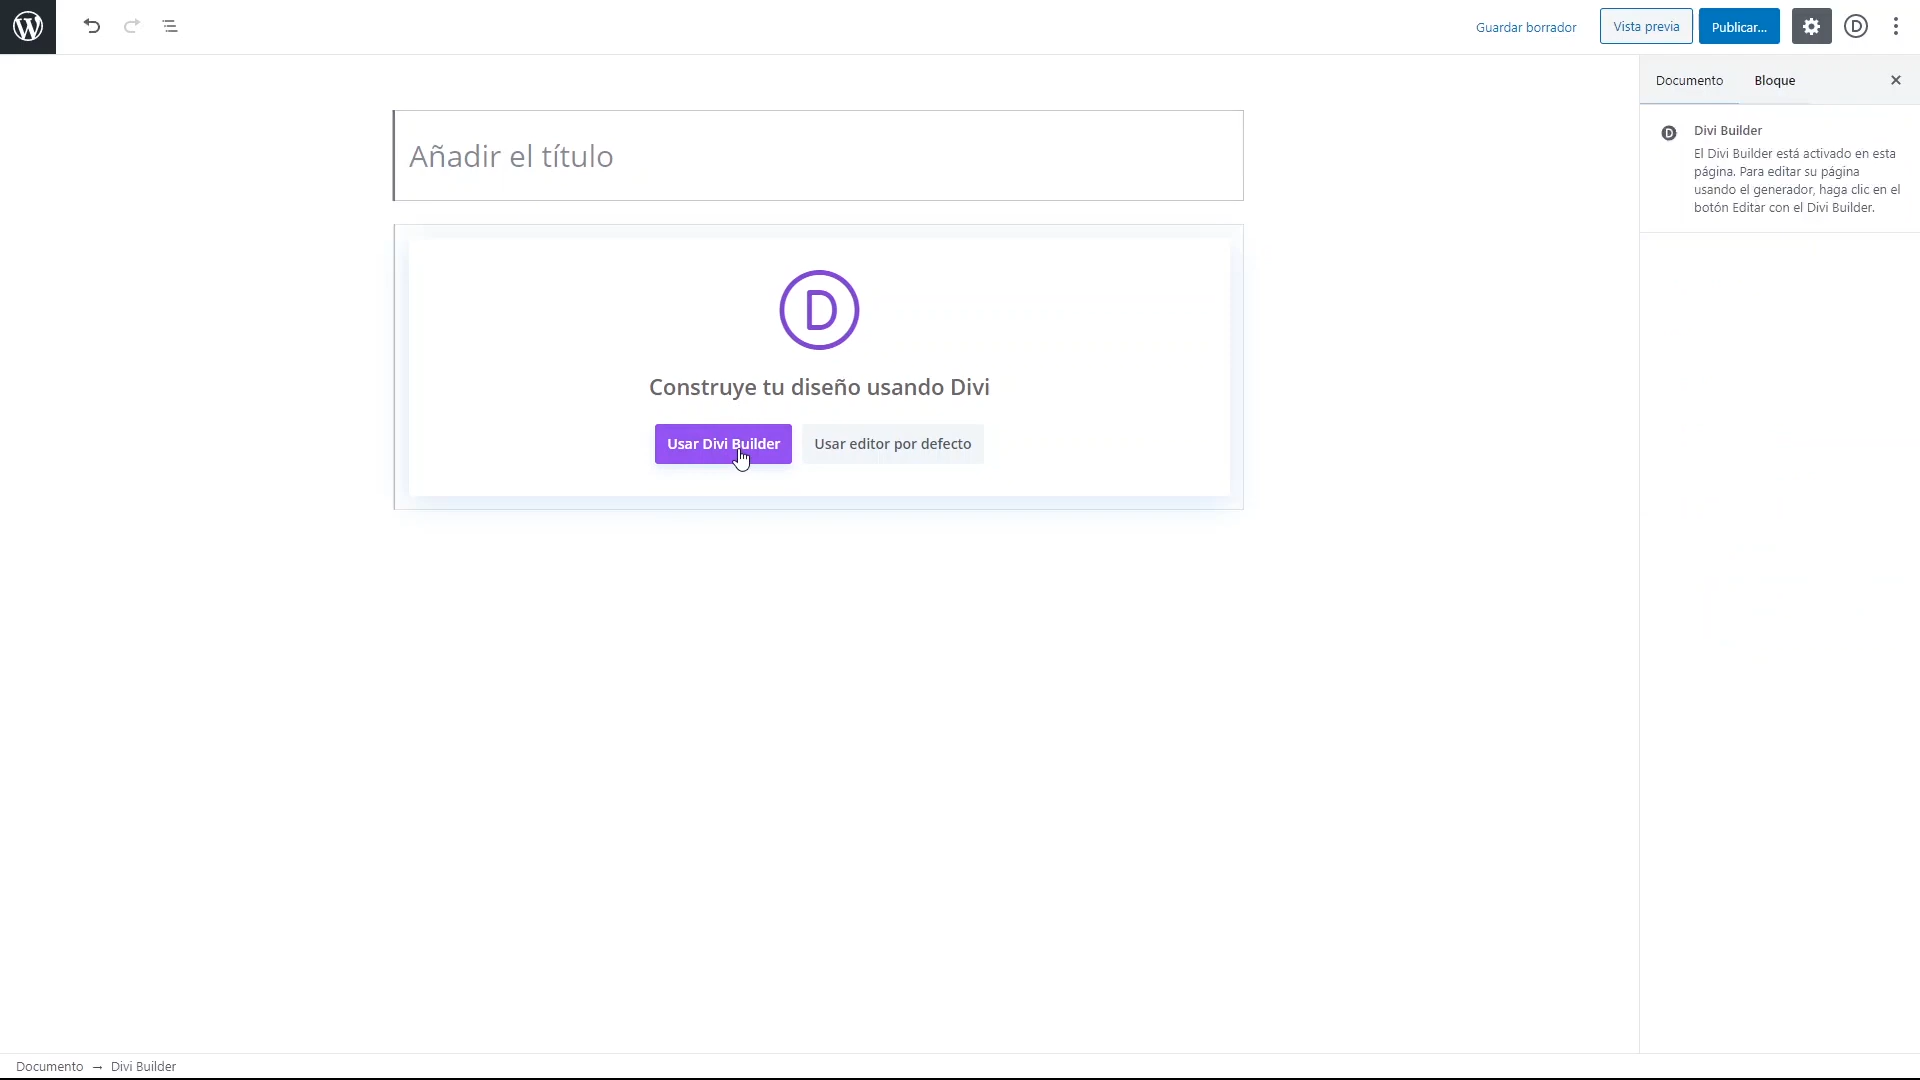 Guardar borrador
Vista previa
Publicar...
Documento
Bloque
Divi Builder
El Divi Builder está activado en esta
página. Para editar su página
usando el generador, haga clic en el
botón Editar con el Divi Builder.
Añadir el título
Construye tu diseño usando Divi
Usar Divi Builder
Usar editor por defecto
Documento → Divi Builder